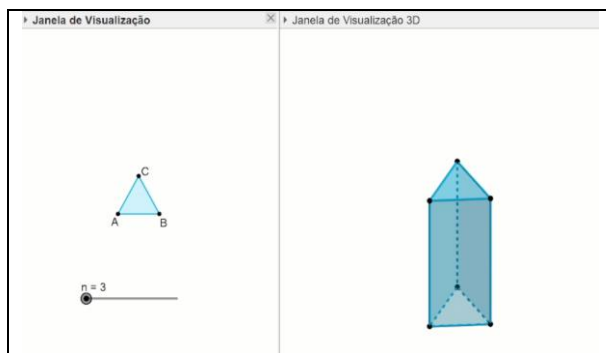 Janela de Visualização
Janela de Visualização 3D
C
A
B
n = 3